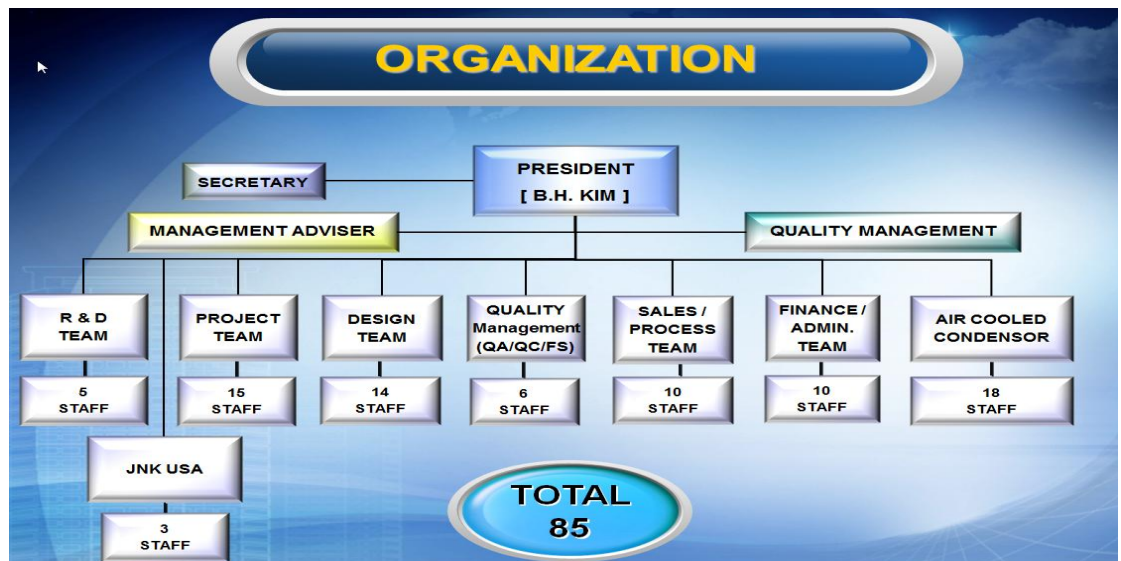 ORGANIZATION
PRESIDENT
[ B.H. KIM ]
SECRETARY
MANAGEMENT ADVISER
QUALITY MANAGEMENT
R & D
TEAM
5
STAFF
PROJECT
TEAM
15
STAFF
DESIGN
TEAM
14
STAFF
QUALITY
Management
(QA/QC/FS)
6
STAFF
SALES /
PROCESS
TEAM
10
STAFF
FINANCE /
ADMIN.
TEAM
10
STAFF
AIR COOLED
CONDENSOR
18
STAFF
JNK USA
3
STAFF
TOTAL
85